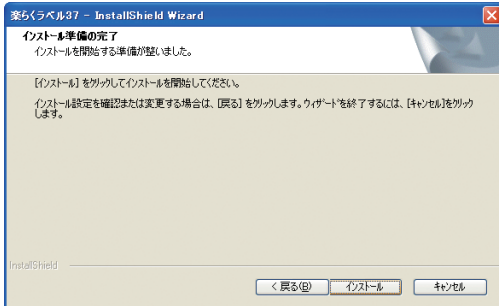 楽らくラベル37 - InstallShield Wizard
インストール準備の完了
インストールを開始する準備が整いました。
[インストール] をクリックしてインストールを開始してください。
インストール設定を確認または変更する場合は、[戻る] をクリックします。ウィザードを終了するには、[キャンセル]をクリック
します。
InstallShield
< 戻る(B) インストール キャンセル